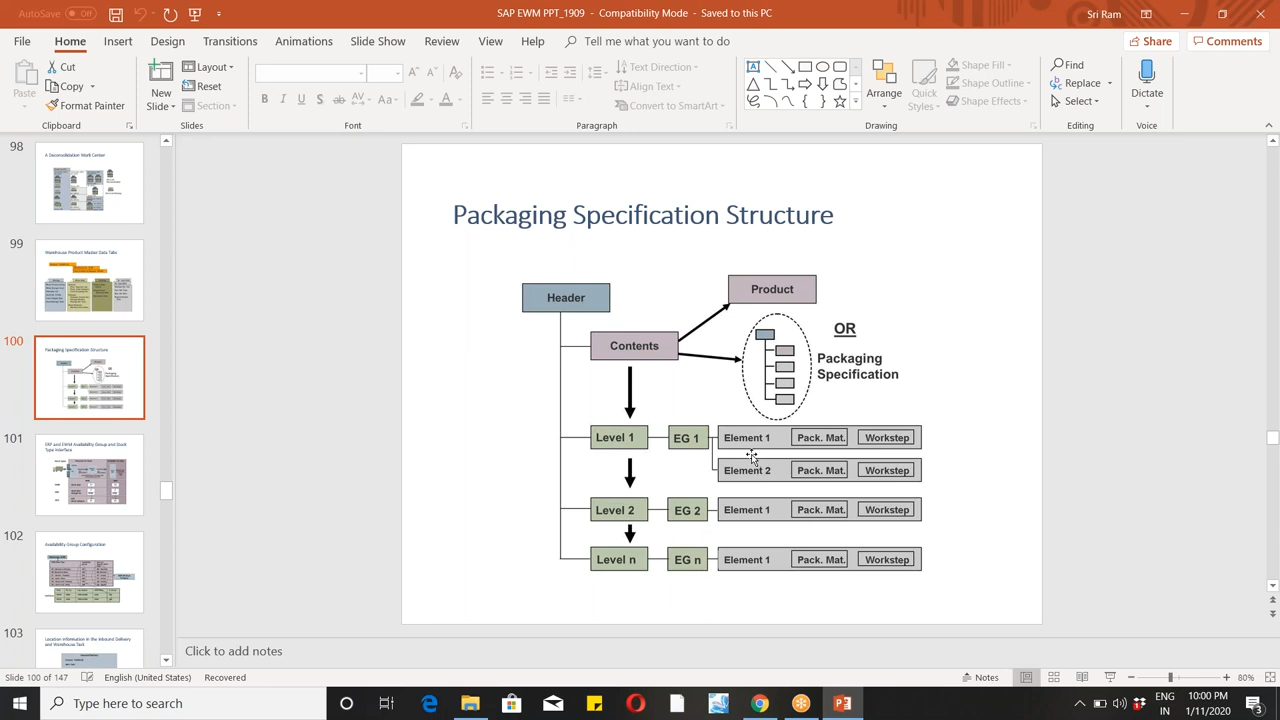 AutoSave Off
SAP EWM PPT_1909 - Compatibility Mode - Saved to this PC
Sri Ram
File Home Insert Design Transitions Animations Slide Show Review View Help Tell me what you want to do
Share Comments
Paste
Cut
Copy
Format Painter
New
Slide
Layout
Reset
Section
B I U S ab AV Aa
Text Direction
Align Text
Convert to SmartArt
Arrange
Quick
Styles
Shape Fill
Shape Outline
Shape Effects
Find
Replace
Select
Dictate
Clipboard Slides Font Paragraph Drawing Editing Voice
98
A Deconsolidation Work Center
99
Warehouse Product Master Data Tabs
100
Packaging Specification Structure
101
ERP and EWM Availability Group and Stock
Type Interface
102
Availability Group Configuration
103
Location Information in the Inbound Delivery
and Warehouse Task
Packaging Specification Structure
Header
Product
Contents
OR
Packaging
Specification
Level 1 EG 1 Element 1 Pack. Mat. Workstep
Element 2 Pack. Mat. Workstep
Level 2 EG 2 Element 1 Pack. Mat. Workstep
Level n EG n Element 1 Pack. Mat. Workstep
Click to add notes
Slide 100 of 147 English (United States) Recovered
Notes
80%
Type here to search
ENG
IN
10:00 PM
1/11/2020
3